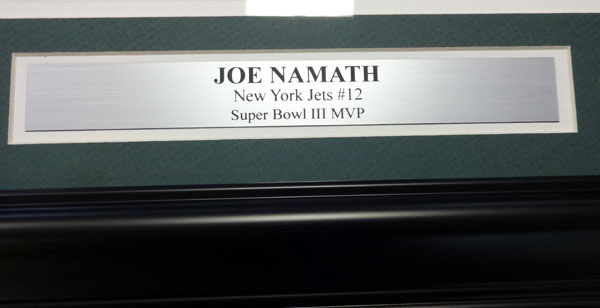 JOE NAMATH
New York Jets #12
Super Bowl III MVP